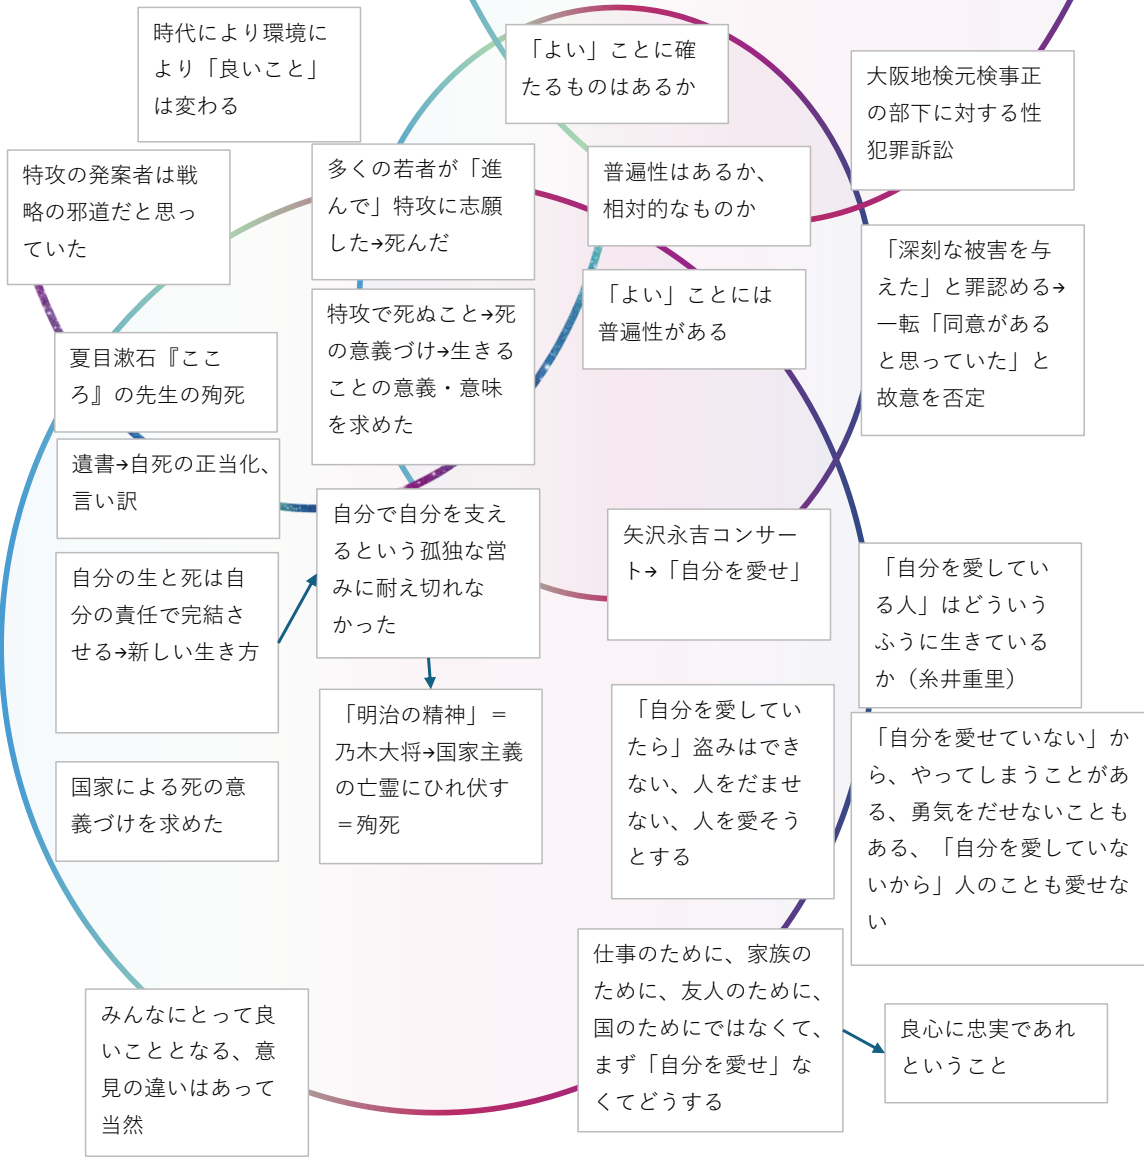 時代により環境に
より「良いこと」
は変わる
「よい」ことに確
たるものはあるか
大阪地検元検事正
の部下に対する性
犯罪訴訟
特攻の発案者は戦
略の邪道だと思っ
ていた
多くの若者が「進
んで」特攻に志願
した→死んだ
普遍性はあるか、
相対的なものか
「深刻な被害を与
えた」と罪認める→
一転「同意がある
と思っていた」と
故意を否定
「よい」ことには
普遍性がある
特攻で死ぬこと→死
の意義づけ→生きる
ことの意義・意味
を求めた
夏目漱石『ここ
ろ』の先生の殉死
遺書→自死の正当化、
言い訳
自分で自分を支え
るという孤独な営
みに耐え切れな
かった
矢沢永吉コンサー
ト→「自分を愛せ」
自分の生と死は自
分の責任で完結さ
せる→新しい生き方
「自分を愛してい
る人」はどういう
ふうに生きている
か（糸井重里）
「明治の精神」＝
乃木大将→国家主義
の亡霊にひれ伏す
＝殉死
「自分を愛してい
たら」盗みはでき
ない、人をだませ
ない、人を愛そう
とする
「自分を愛せていない」か
ら、やってしまうことがあ
る、勇気をだせないことも
ある、「自分を愛していな
いから」人のことも愛せな
い
国家による死の意
義づけを求めた
仕事のために、家族の
ために、友人のために、
国のためにではなくて、
まず「自分を愛せ」な
くてどうする
良心に忠実であれ
ということ
みんなにとって良
いこととなる、意
見の違いはあって
当然